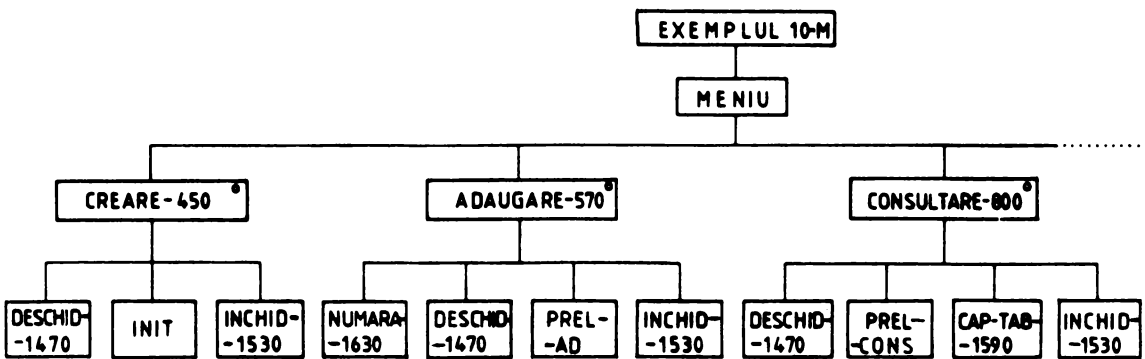 EXEMPLUL 10-M
MENIU
CREARE-450
ADAUGARE-570
CONSULTARE-800
DESCHID-
-1470
INIT
INCHID-
-1530
NUMARA-
-1630
DESCHID-
-1470
PREL-
-AD
INCHID-
-1530
DESCHID-
-1470
PREL-
-CONS
CAP-TAB-
-1590
INCHID-
-1530